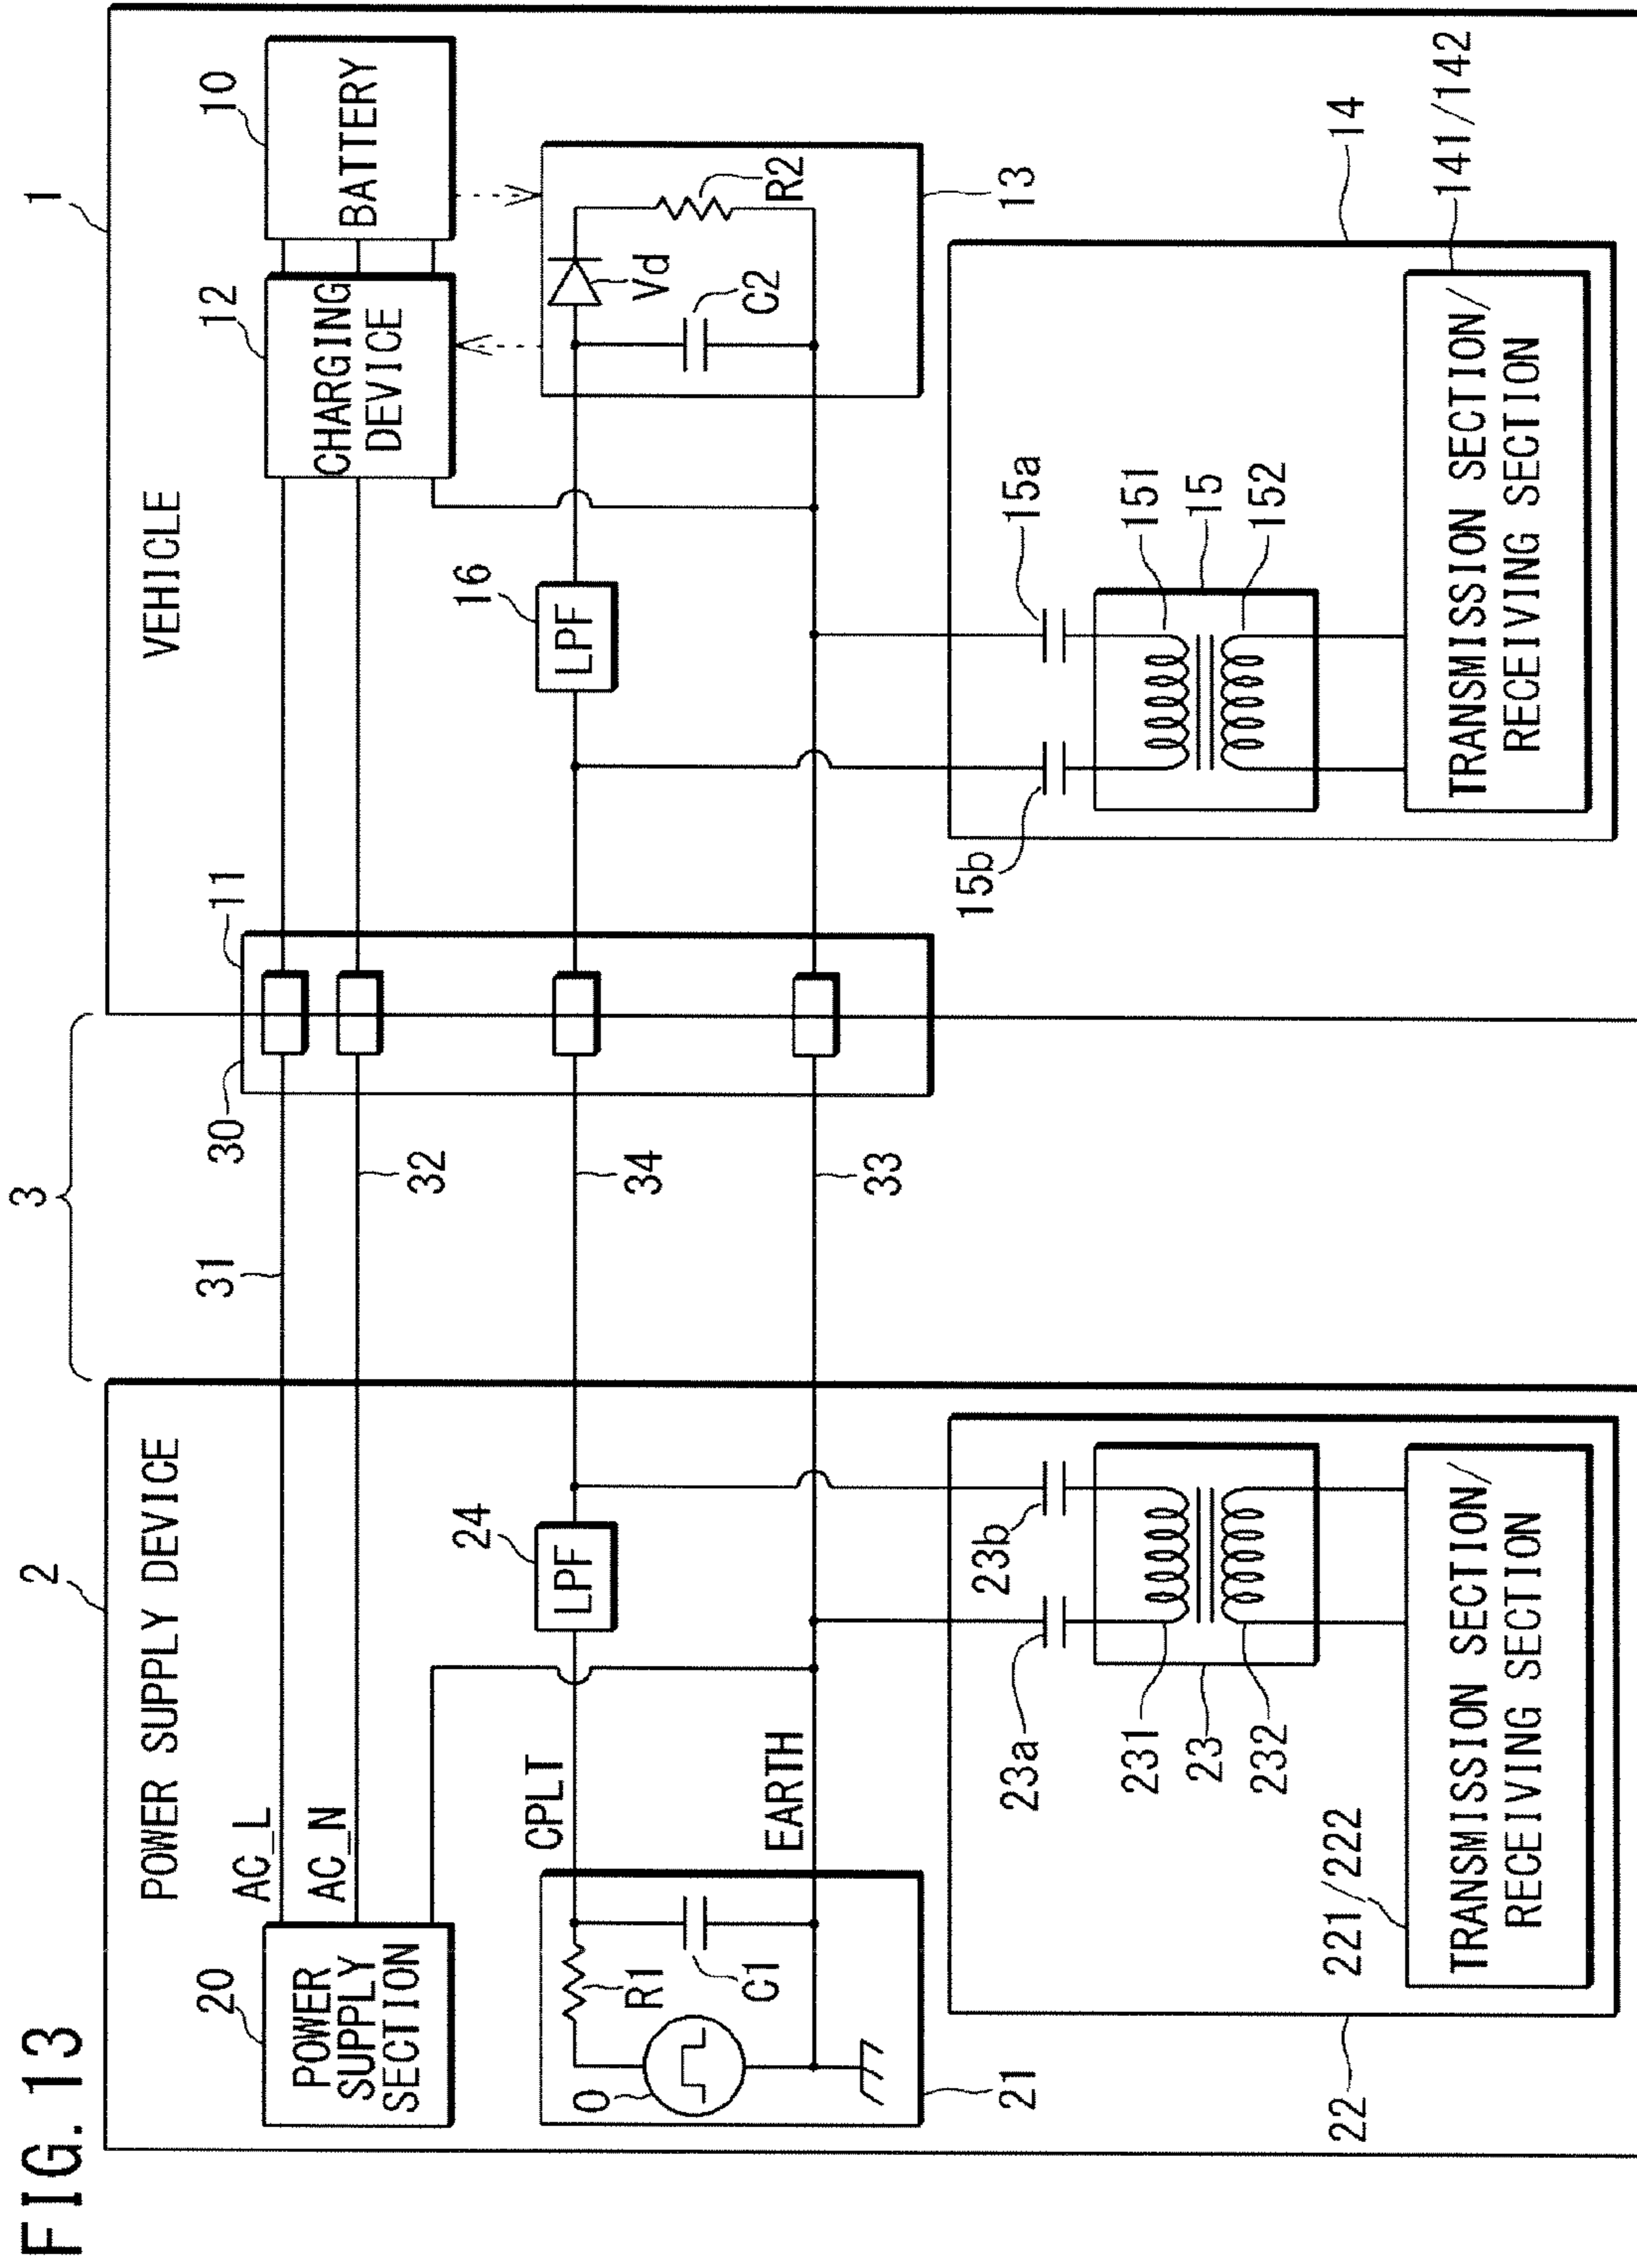 FIG. 13
3
2
1
POWER SUPPLY DEVICE
VEHICLE
20
POWER
SUPPLY
SECTION
AC_L
AC_N
31
32
30
11
12
CHARGING
DEVICE
10
BATTERY
O
R1
C1
21
CPLT
EARTH
24
LPF
34
33
16
LPF
Vd
R2
C2
13
23a
23b
231
23
232
22
221/222
TRANSMISSION SECTION/
RECEIVING SECTION
15b
15a
151
15
152
14
141/142
TRANSMISSION SECTION/
RECEIVING SECTION